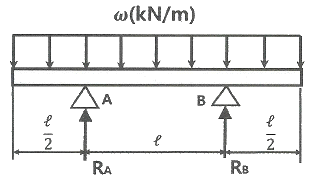 ω(kN/m)
A B
ℓ/2 ℓ ℓ/2
RA RB